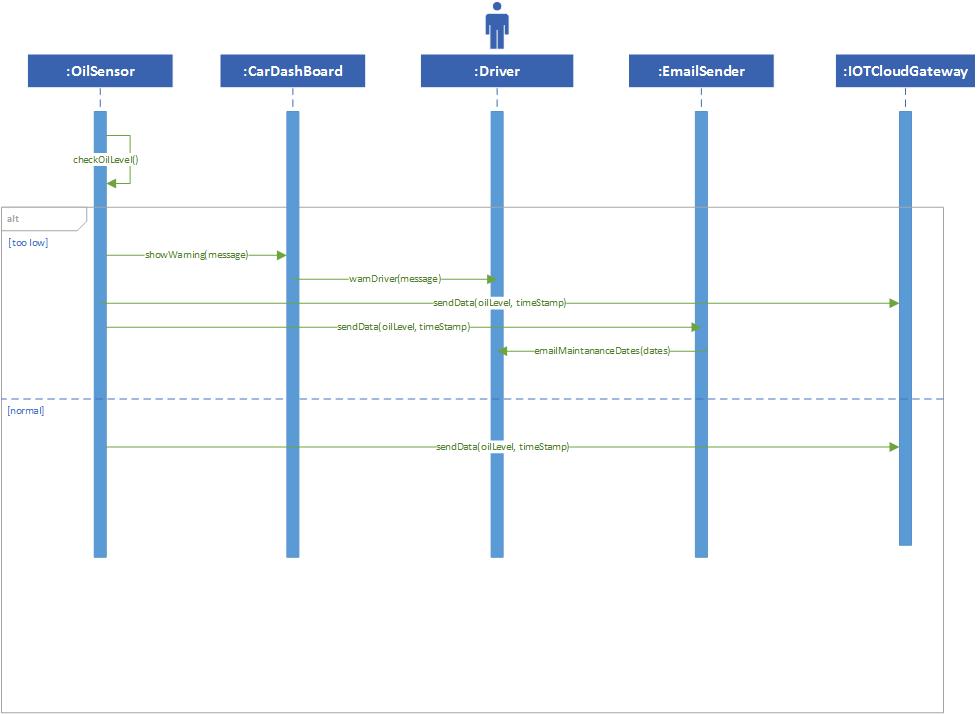 :OilSensor
:CarDashBoard
:Driver
:EmailSender
:IOTCloudGateway
checkOilLevel()
alt
[too low]
showWarning(message)
warnDriver(message)
sendData(oilLevel, timeStamp)
sendData(oilLevel, timeStamp)
emailMaintananceDates(dates)
[normal]
sendData(oilLevel, timeStamp)